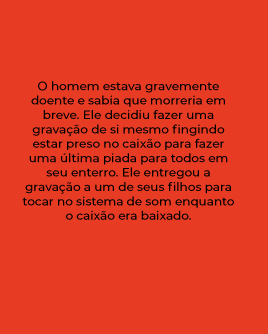 O homem estava gravemente
doente e sabia que morreria em
breve. Ele decidiu fazer uma
gravação de si mesmo fingindo
estar preso no caixão para fazer
uma última piada para todos em
seu enterro. Ele entregou a
gravação a um de seus filhos para
tocar no sistema de som enquanto
o caixão era baixado.